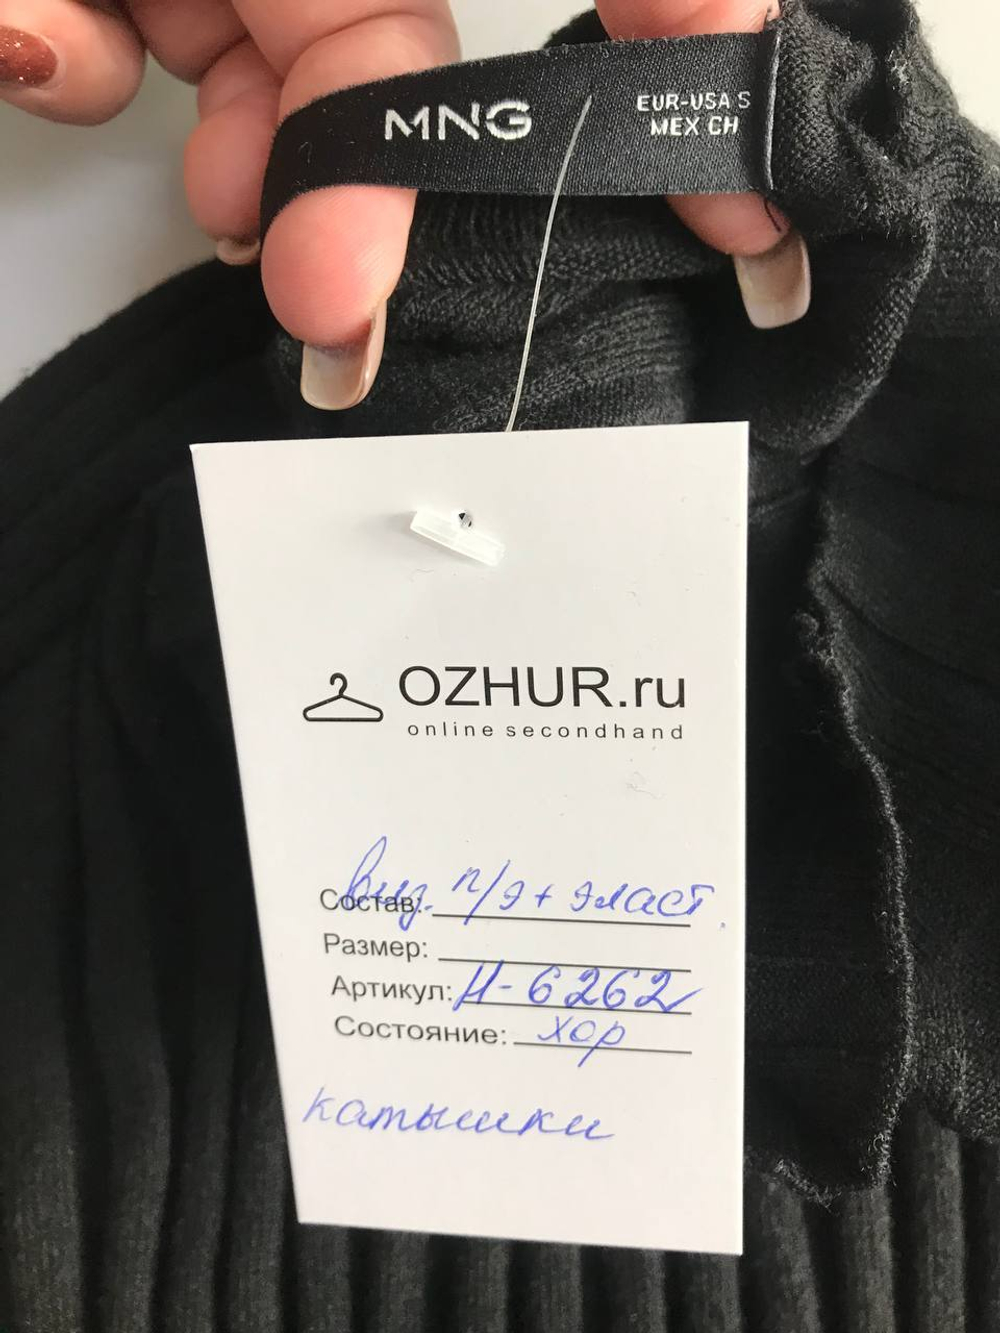 MNG
EUR-USA S
MEX CH
OZHUR.ru
online secondhand
Состав: виз. п/э + эласт.
Размер:
Артикул: И-6262
Состояние: хор
катышки